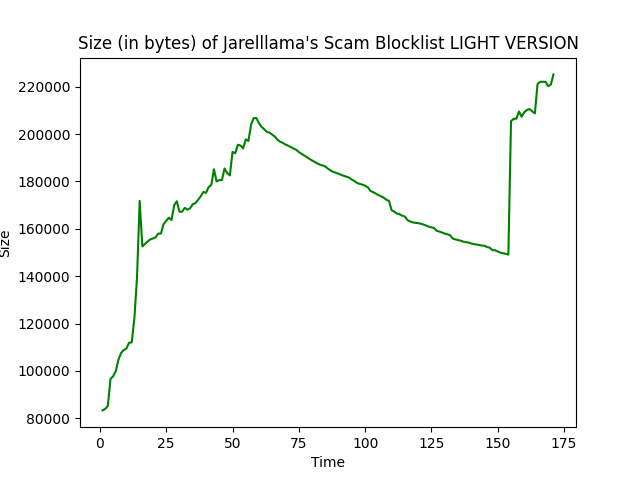 Size (in bytes) of Jarelllama's Scam Blocklist LIGHT VERSION
220000
200000
180000
160000
140000
120000
100000
80000
Size
0 25 50 75 100 125 150 175
Time